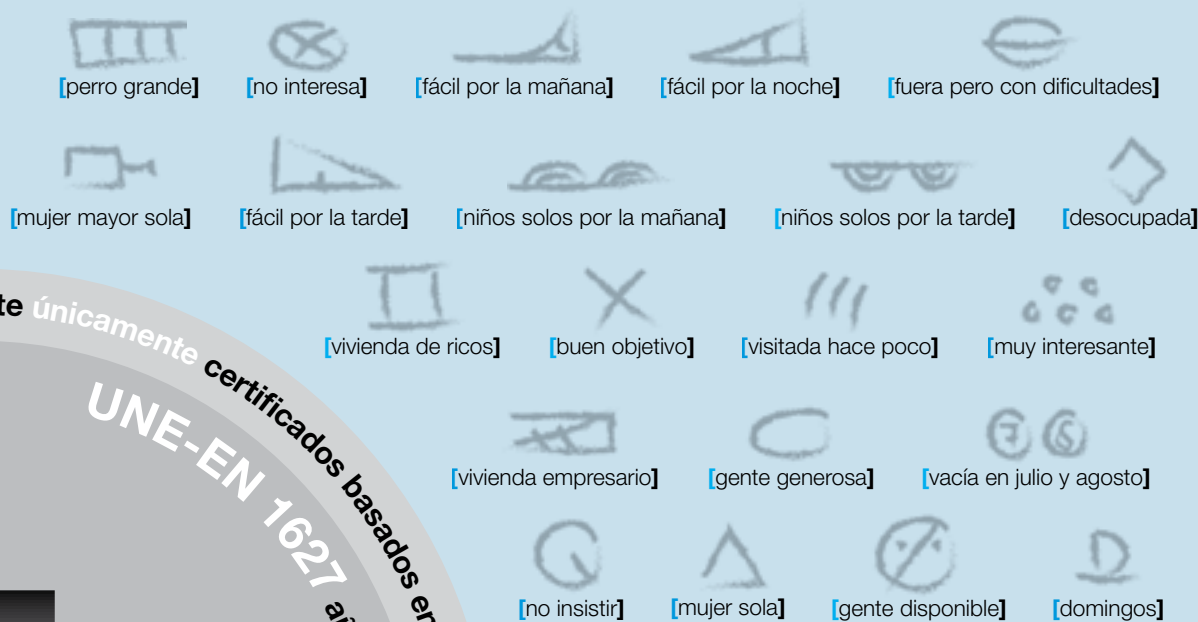 [perro grande] [no interesa] [fácil por la mañana] [fácil por la noche] [fuera pero con dificultades]
[mujer mayor sola] [fácil por la tarde] [niños solos por la mañana] [niños solos por la tarde] [desocupada]
[vivienda de ricos] [buen objetivo] [visitada hace poco] [muy interesante]
7 8
[vivienda empresario] [gente generosa] [vacía en julio y agosto]
[no insistir] [mujer sola] [gente disponible] [domingos]
únicamente certificados basados en
UNE-EN 1627